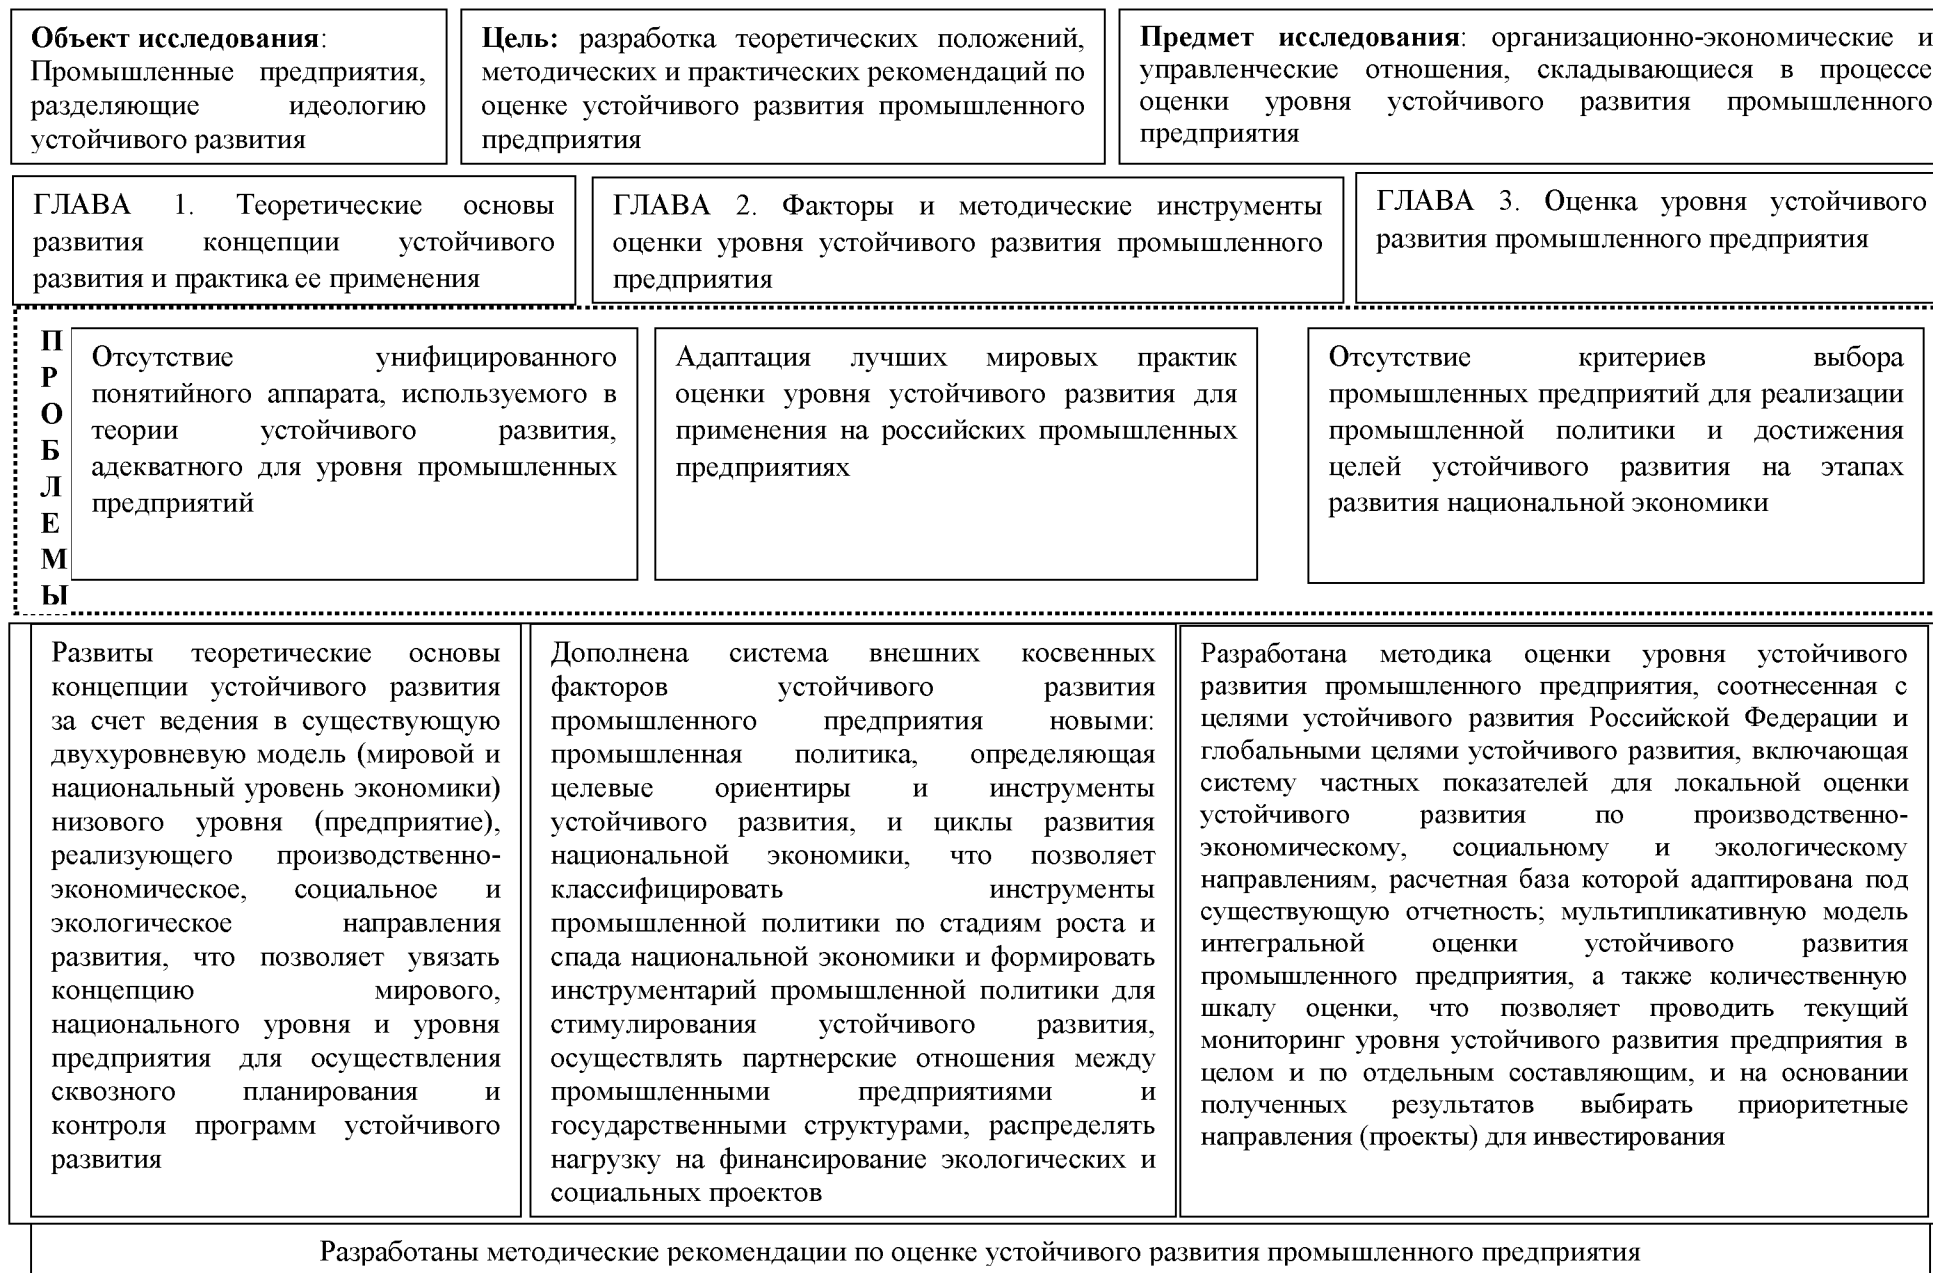 Объект исследования:
Промышленные предприятия,
разделяющие идеологию
устойчивого развития
Цель: разработка теоретических положений,
методических и практических рекомендаций по
оценке устойчивого развития промышленного
предприятия
Предмет исследования: организационно-экономические и
управленческие отношения, складывающиеся в процессе
оценки уровня устойчивого развития промышленного
предприятия
ГЛАВА 1. Теоретические основы
развития концепции устойчивого
развития и практика ее применения
ГЛАВА 2. Факторы и методические инструменты
оценки уровня устойчивого развития промышленного
предприятия
ГЛАВА 3. Оценка уровня устойчивого
развития промышленного предприятия
П
Р
О
Б
Л
Е
М
Ы
Отсутствие унифицированного
понятийного аппарата, используемого в
теории устойчивого развития,
адекватного для уровня промышленных
предприятий
Адаптация лучших мировых практик
оценки уровня устойчивого развития для
применения на российских промышленных
предприятиях
Отсутствие критериев выбора
промышленных предприятий для реализации
промышленной политики и достижения
целей устойчивого развития на этапах
развития национальной экономики
Развиты теоретические основы
концепции устойчивого развития
за счет ведения в существующую
двухуровневую модель (мировой и
национальный уровень экономики)
низового уровня (предприятие),
реализующего производственно-
экономическое, социальное и
экологическое направления
развития, что позволяет увязать
концепцию мирового,
национального уровня и уровня
предприятия для осуществления
сквозного планирования и
контроля программ устойчивого
развития
Дополнена система внешних косвенных
факторов устойчивого развития
промышленного предприятия новыми:
промышленная политика, определяющая
целевые ориентиры и инструменты
устойчивого развития, и циклы развития
национальной экономики, что позволяет
классифицировать инструменты
промышленной политики по стадиям роста и
спада национальной экономики и формировать
инструментарий промышленной политики для
стимулирования устойчивого развития,
осуществлять партнерские отношения между
промышленными предприятиями и
государственными структурами, распределять
нагрузку на финансирование экологических и
социальных проектов
Разработана методика оценки уровня устойчивого
развития промышленного предприятия, соотнесенная с
целями устойчивого развития Российской Федерации и
глобальными целями устойчивого развития, включающая
систему частных показателей для локальной оценки
устойчивого развития по производственно-
экономическому, социальному и экологическому
направлениям, расчетная база которой адаптирована под
существующую отчетность; мультипликативную модель
интегральной оценки устойчивого развития
промышленного предприятия, а также количественную
шкалу оценки, что позволяет проводить текущий
мониторинг уровня устойчивого развития предприятия в
целом и по отдельным составляющим, и на основании
полученных результатов выбирать приоритетные
направления (проекты) для инвестирования
Разработаны методические рекомендации по оценке устойчивого развития промышленного предприятия